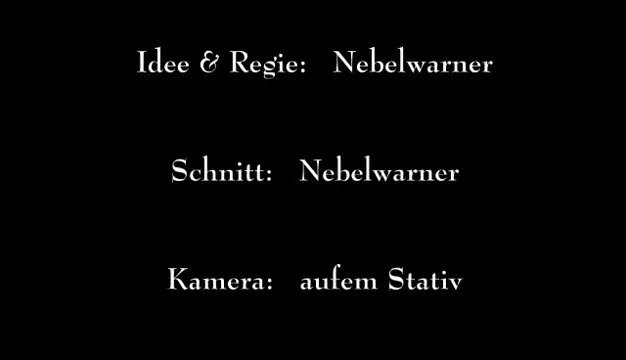 Idee & Regie: Nebelwarner
Schnitt: Nebelwarner
Kamera: aufem Stativ